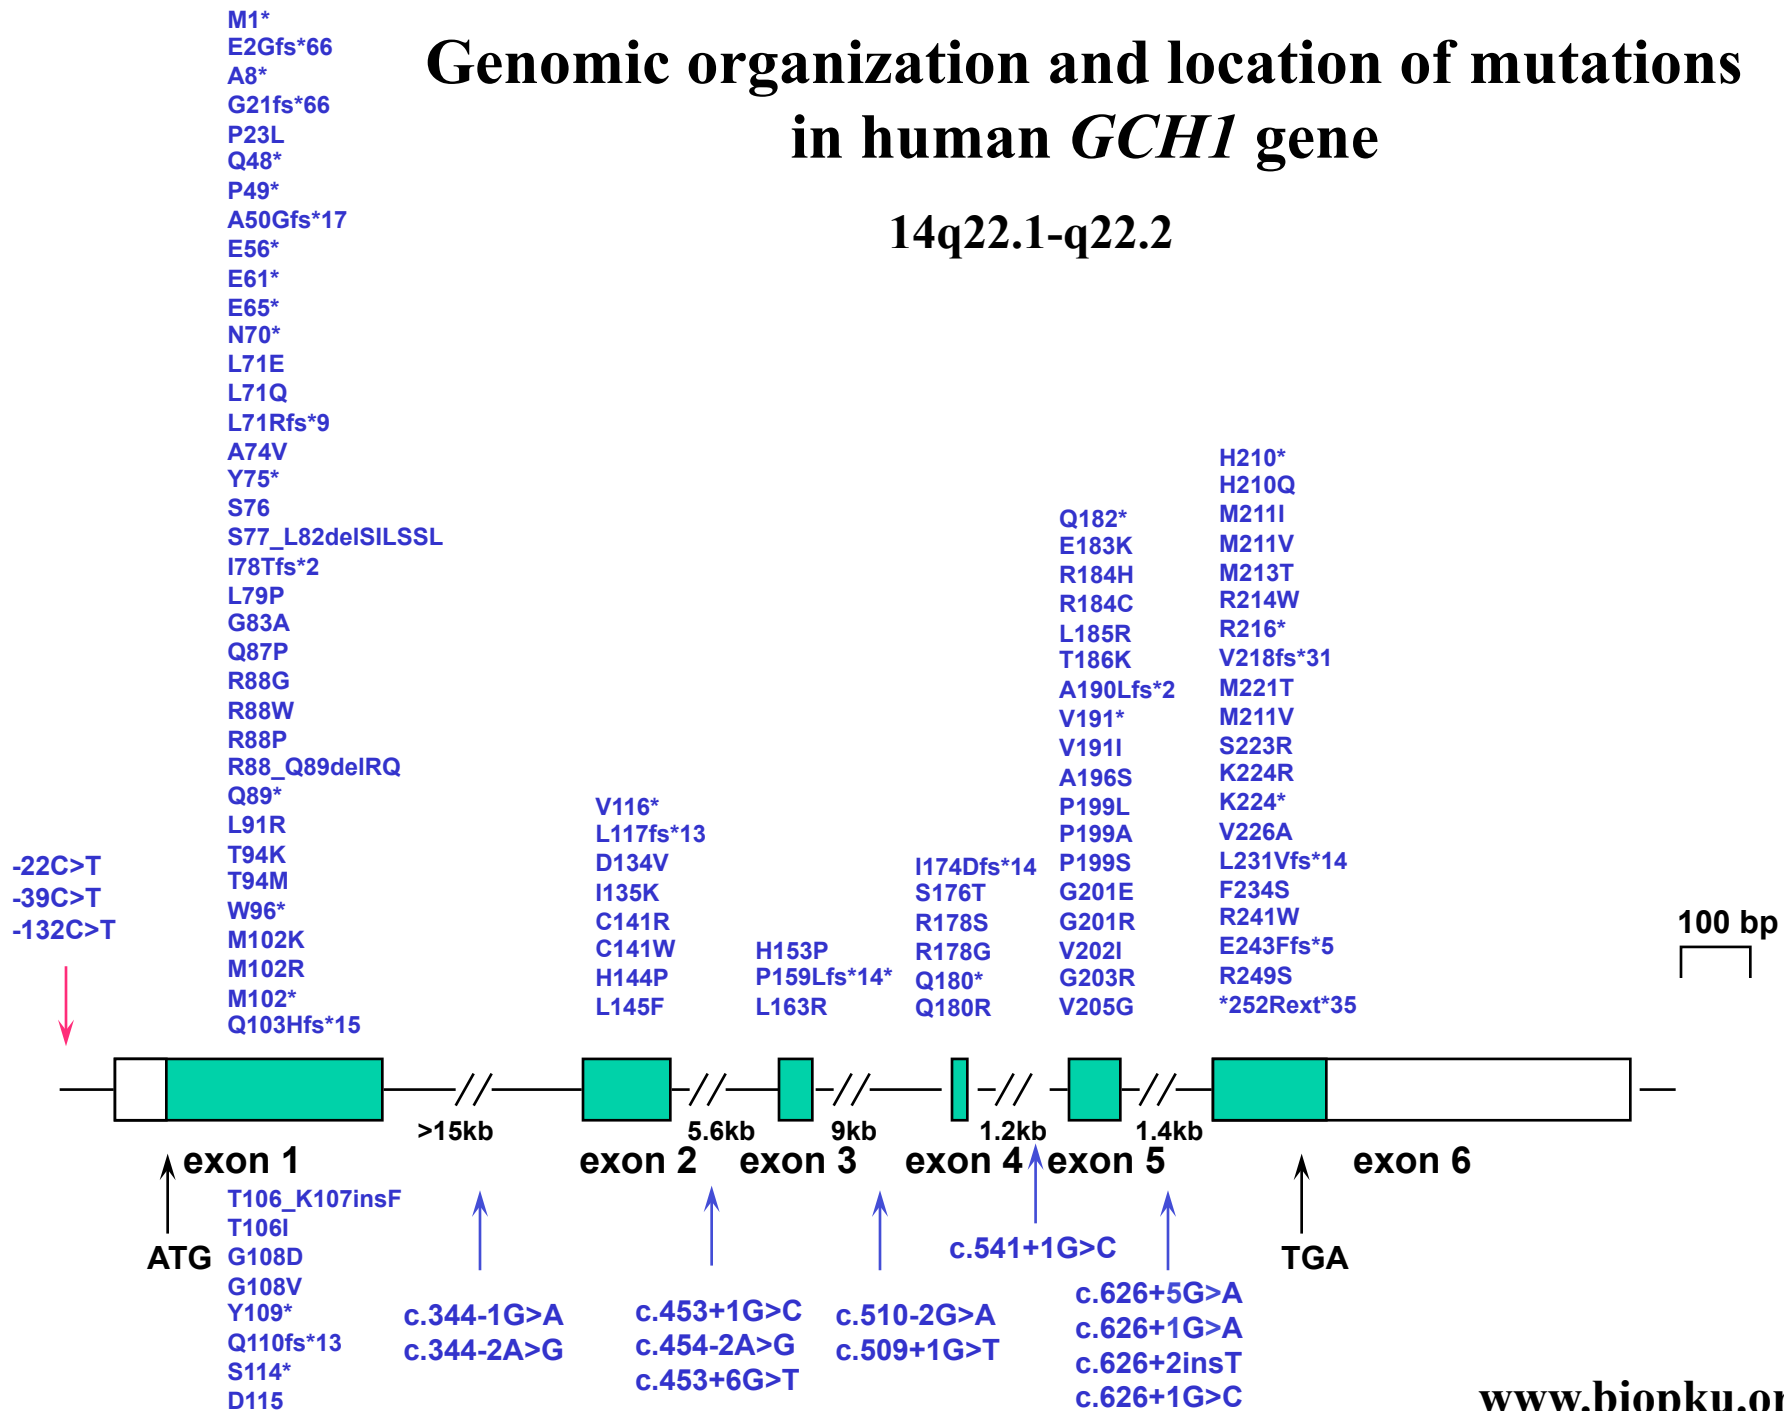 Genomic organization and location of mutations
in human GCH1 gene
14q22.1-q22.2
M1*
E2Gfs*66
A8*
G21fs*66
P23L
Q48*
P49*
A50Gfs*17
E56*
E61*
E65*
N70*
L71E
L71Q
L71Rfs*9
A74V
Y75*
S76
S77_L82delSILSSL
I78Tfs*2
L79P
G83A
Q87P
R88G
R88W
R88P
R88_Q89delRQ
Q89*
L91R
T94K
T94M
W96*
M102K
M102R
M102*
Q103Hfs*15
-22C>T
-39C>T
-132C>T
V116*
L117fs*13
D134V
I135K
C141R
C141W
H144P
L145F
H153P
P159Lfs*14*
L163R
I174Dfs*14
S176T
R178S
R178G
Q180*
Q180R
Q182*
E183K
R184H
R184C
L185R
T186K
A190Lfs*2
V191*
V191I
A196S
P199L
P199A
P199S
G201E
G201R
V202I
G203R
V205G
H210*
H210Q
M211I
M211V
M213T
R214W
R216*
V218fs*31
M221T
M211V
S223R
K224R
K224*
V226A
L231Vfs*14
F234S
R241W
E243Ffs*5
R249S
*252Rext*35
100 bp
>15kb
5.6kb
9kb
1.2kb
1.4kb
exon 1
exon 2
exon 3
exon 4
exon 5
exon 6
ATG
T106_K107insF
T106I
G108D
G108V
Y109*
Q110fs*13
S114*
D115
c.344-1G>A
c.344-2A>G
c.453+1G>C
c.454-2A>G
c.453+6G>T
c.510-2G>A
c.509+1G>T
c.541+1G>C
c.626+5G>A
c.626+1G>A
c.626+2insT
c.626+1G>C
TGA
www.biopku.or